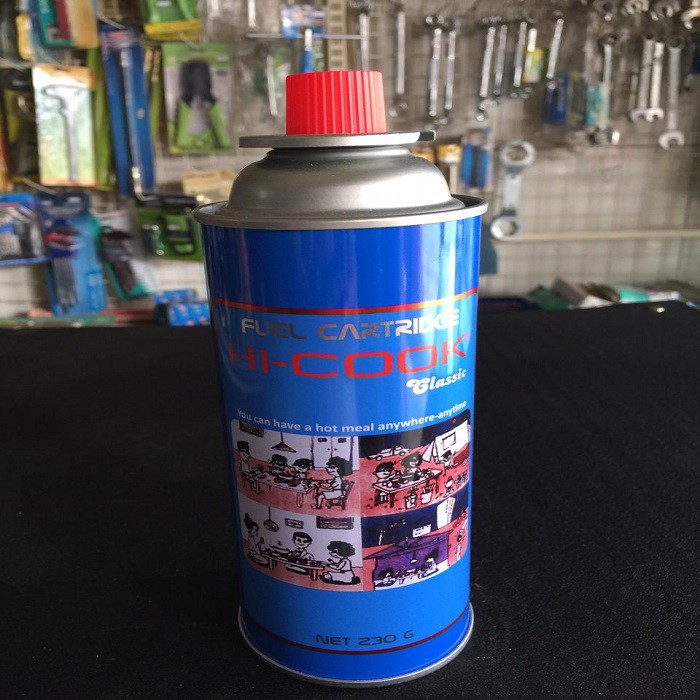 FUEL CARTRIDGE
HI-COOK
Classic
You can have a hot meal anywhere-anytime
NET 230 G